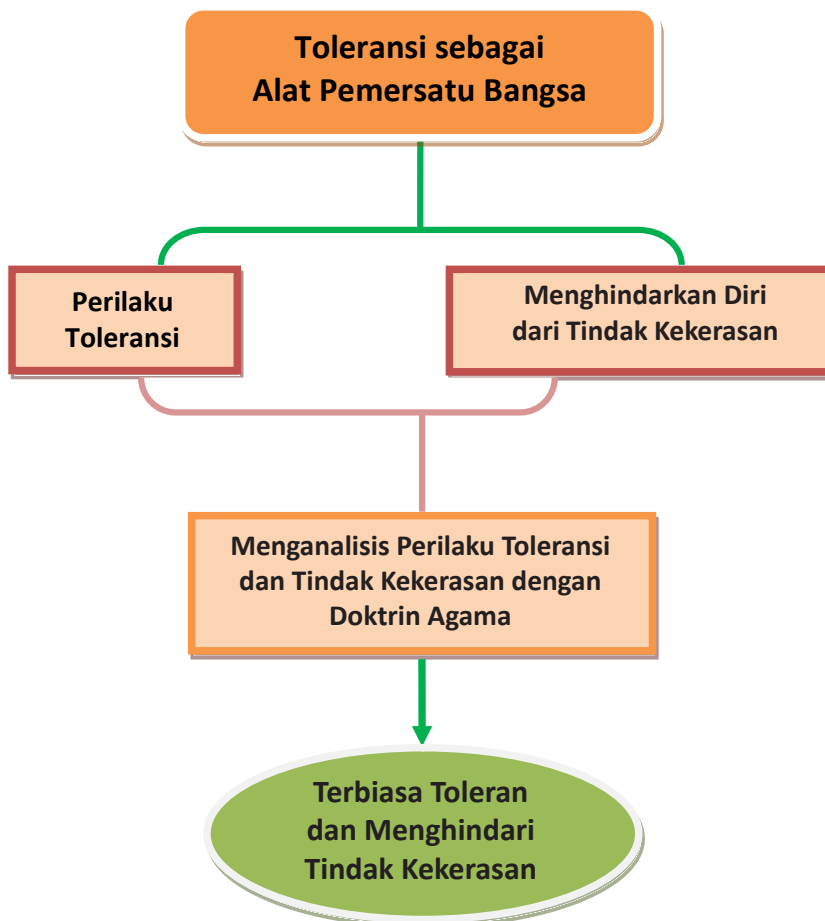 Toleransi sebagai
Alat Pemersatu Bangsa
Perilaku
Toleransi
Menghindarkan Diri
dari Tindak Kekerasan
Menganalisis Perilaku Toleransi
dan Tindak Kekerasan dengan
Doktrin Agama
Terbiasa Toleran
dan Menghindari
Tindak Kekerasan